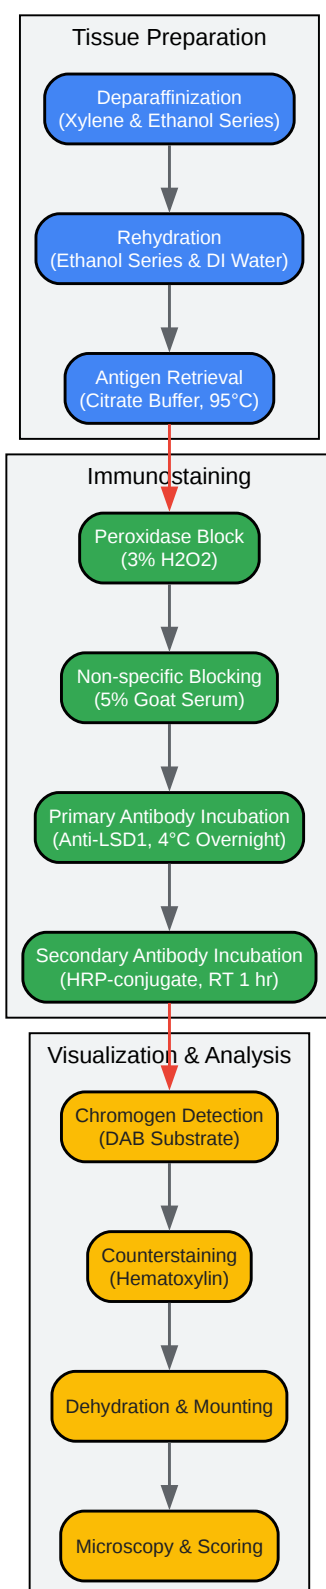 Tissue Preparation
Deparaffinization
(Xylene & Ethanol Series)
Rehydration
(Ethanol Series & DI Water)
Antigen Retrieval
(Citrate Buffer, 95°C)
Immunostaining
Peroxidase Block
(3% H2O2)
Non-specific Blocking
(5% Goat Serum)
Primary Antibody Incubation
(Anti-LSD1, 4°C Overnight)
Secondary Antibody Incubation
(HRP-conjugate, RT 1 hr)
Visualization & Analysis
Chromogen Detection
(DAB Substrate)
Counterstaining
(Hematoxylin)
Dehydration & Mounting
Microscopy & Scoring